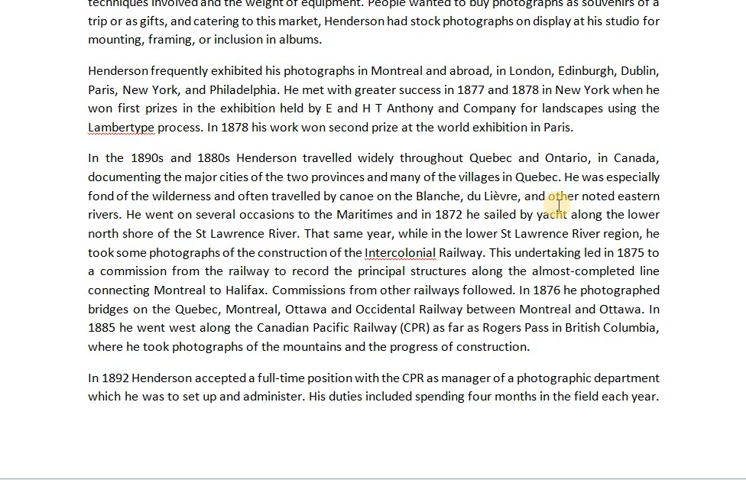 techniques involved and the weight of equipment. People wanted to buy photographs as souvenirs of a
trip or as gifts, and catering to this market, Henderson had stock photographs on display at his studio for
mounting, framing, or inclusion in albums.
Henderson frequently exhibited his photographs in Montreal and abroad, in London, Edinburgh, Dublin,
Paris, New York, and Philadelphia. He met with greater success in 1877 and 1878 in New York when he
won first prizes in the exhibition held by E and H T Anthony and Company for landscapes using the
Lambertype process. In 1878 his work won second prize at the world exhibition in Paris.
In the 1890s and 1880s Henderson travelled widely throughout Quebec and Ontario, in Canada,
documenting the major cities of the two provinces and many of the villages in Quebec. He was especially
fond of the wilderness and often travelled by canoe on the Blanche, du Lièvre, and other noted eastern
rivers. He went on several occasions to the Maritimes and in 1872 he sailed by yacht along the lower
north shore of the St Lawrence River. That same year, while in the lower St Lawrence River region, he
took some photographs of the construction of the Intercolonial Railway. This undertaking led in 1875 to
a commission from the railway to record the principal structures along the almost-completed line
connecting Montreal to Halifax. Commissions from other railways followed. In 1876 he photographed
bridges on the Quebec, Montreal, Ottawa and Occidental Railway between Montreal and Ottawa. In
1885 he went west along the Canadian Pacific Railway (CPR) as far as Rogers Pass in British Columbia,
where he took photographs of the mountains and the progress of construction.
In 1892 Henderson accepted a full-time position with the CPR as manager of a photographic department
which he was to set up and administer. His duties included spending four months in the field each year.